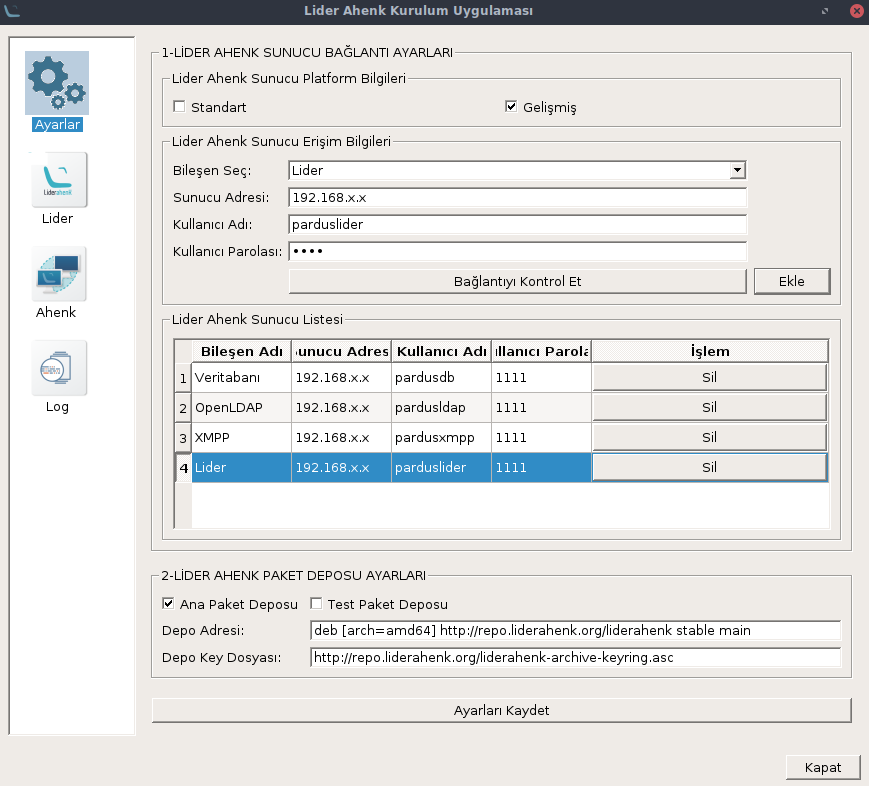 Lider Ahenk Kurulum Uygulaması
Ayarlar
Liderahenk
Lider
Ahenk
Log
1-LİDER AHENK SUNUCU BAĞLANTI AYARLARI
Lider Ahenk Sunucu Platform Bilgileri
Standart Gelişmiş
Lider Ahenk Sunucu Erişim Bilgileri
Bileşen Seç: Lider
Sunucu Adresi: 192.168.x.x
Kullanıcı Adı: parduslider
Kullanıcı Parolası: ••••
Bağlantıyı Kontrol Et Ekle
Lider Ahenk Sunucu Listesi
Bileşen Adı unucu Adres Kullanıcı Adı llanıcı Parola İşlem
1 Veritabanı 192.168.x.x pardusdb 1111 Sil
2 OpenLDAP 192.168.x.x pardusldap 1111 Sil
3 XMPP 192.168.x.x pardusxmpp 1111 Sil
4 Lider 192.168.x.x parduslider 1111 Sil
2-LİDER AHENK PAKET DEPOSU AYARLARI
Ana Paket Deposu Test Paket Deposu
Depo Adresi: deb [arch=amd64] http://repo.liderahenk.org/liderahenk stable main
Depo Key Dosyası: http://repo.liderahenk.org/liderahenk-archive-keyring.asc
Ayarları Kaydet
Kapat